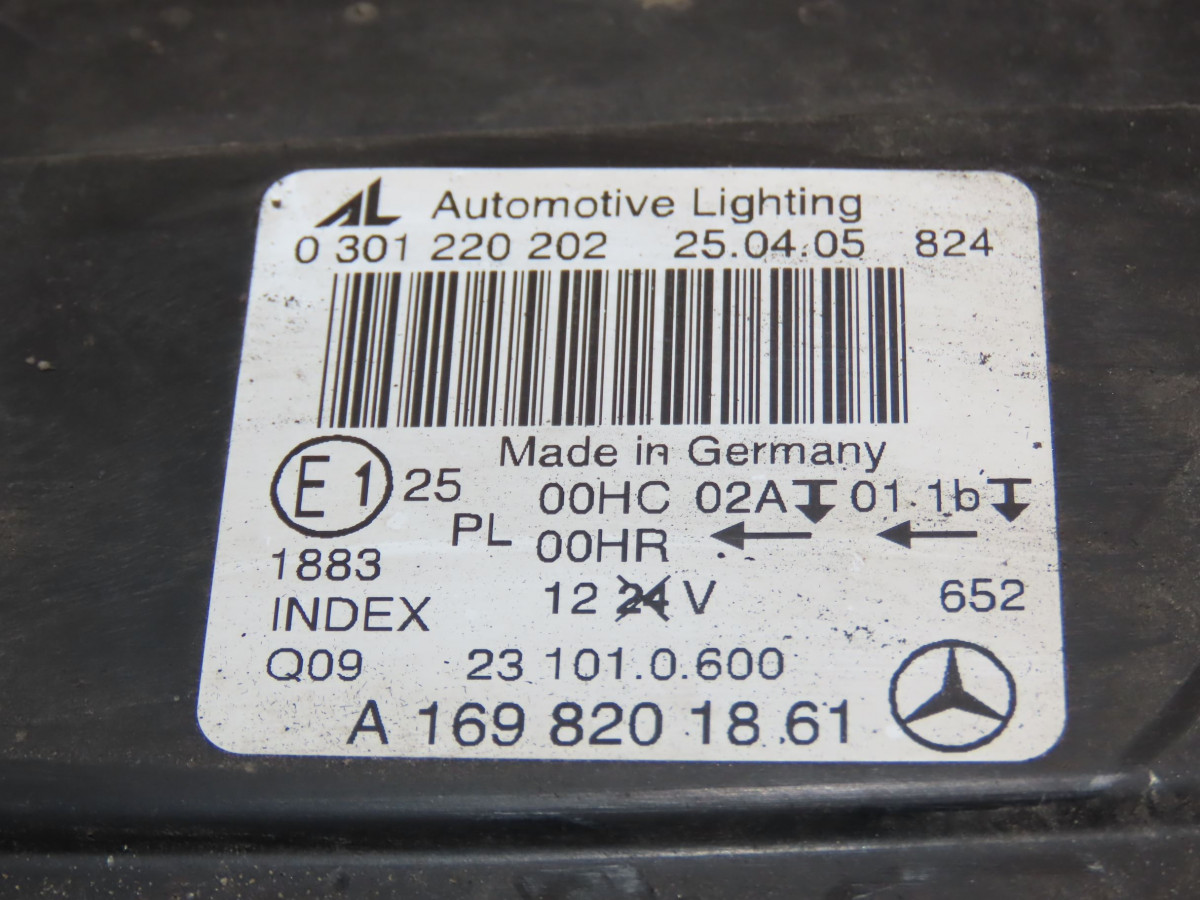 AL Automotive Lighting
0 301 220 202 25.04.05 824
Made in Germany
E1 25 00HC 02A 01 1b
PL 00HR
1883
INDEX 12 24 V 652
Q09 23 101.0.600
A 169 820 18 61